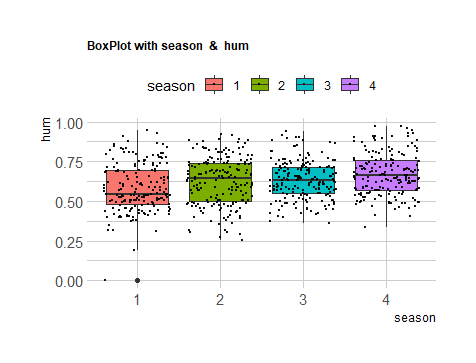 BoxPlot with season & hum
season 1 2 3 4
hum
1.00
0.75
0.50
0.25
0.00
1 2 3 4
season